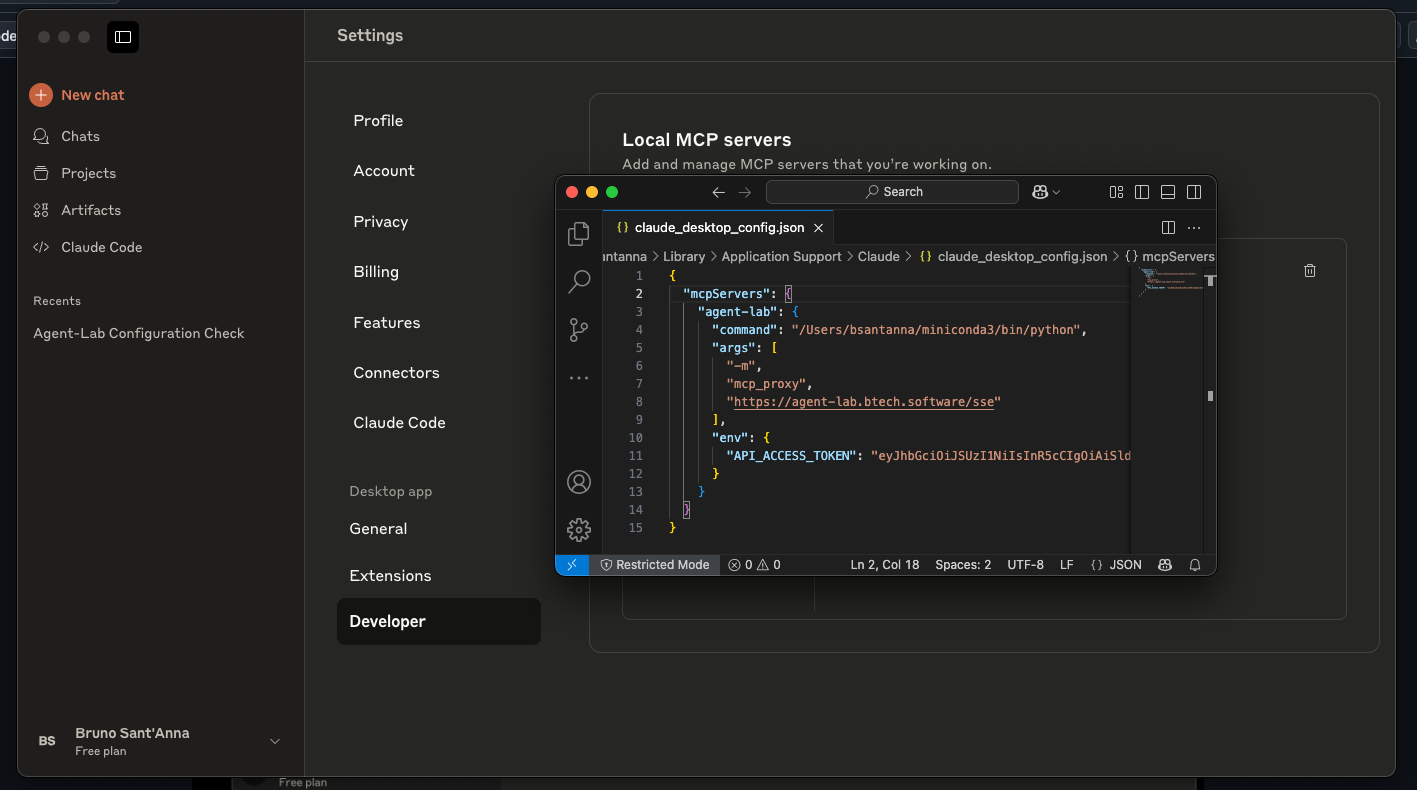 de
Settings
New chat
Chats
Projects
Artifacts
Claude Code
Recents
Agent-Lab Configuration Check
BS
Bruno Sant'Anna
Free plan
Profile
Account
Privacy
Billing
Features
Connectors
Claude Code
Desktop app
General
Extensions
Developer
Local MCP servers
Add and manage MCP servers that you're working on.
Search
{} claude_desktop_config.json
antanna > Library > Application Support > Claude > {} claude_desktop_config.json > {} mcpServers
1 {
2 "mcpServers": {
3 "agent-lab": {
4 "command": "/Users/bsantanna/miniconda3/bin/python",
5 "args": [
6 "-m",
7 "mcp_proxy",
8 "https://agent-lab.btech.software/sse"
9 ],
10 "env": {
11 "API_ACCESS_TOKEN": "eyJhbGciOiJSUzI1NiIsInR5cCIgOiAiSld
12 }
13 }
14 }
15 }
Restricted Mode 0 0 Ln 2, Col 18 Spaces: 2 UTF-8 LF {} JSON
Free plan